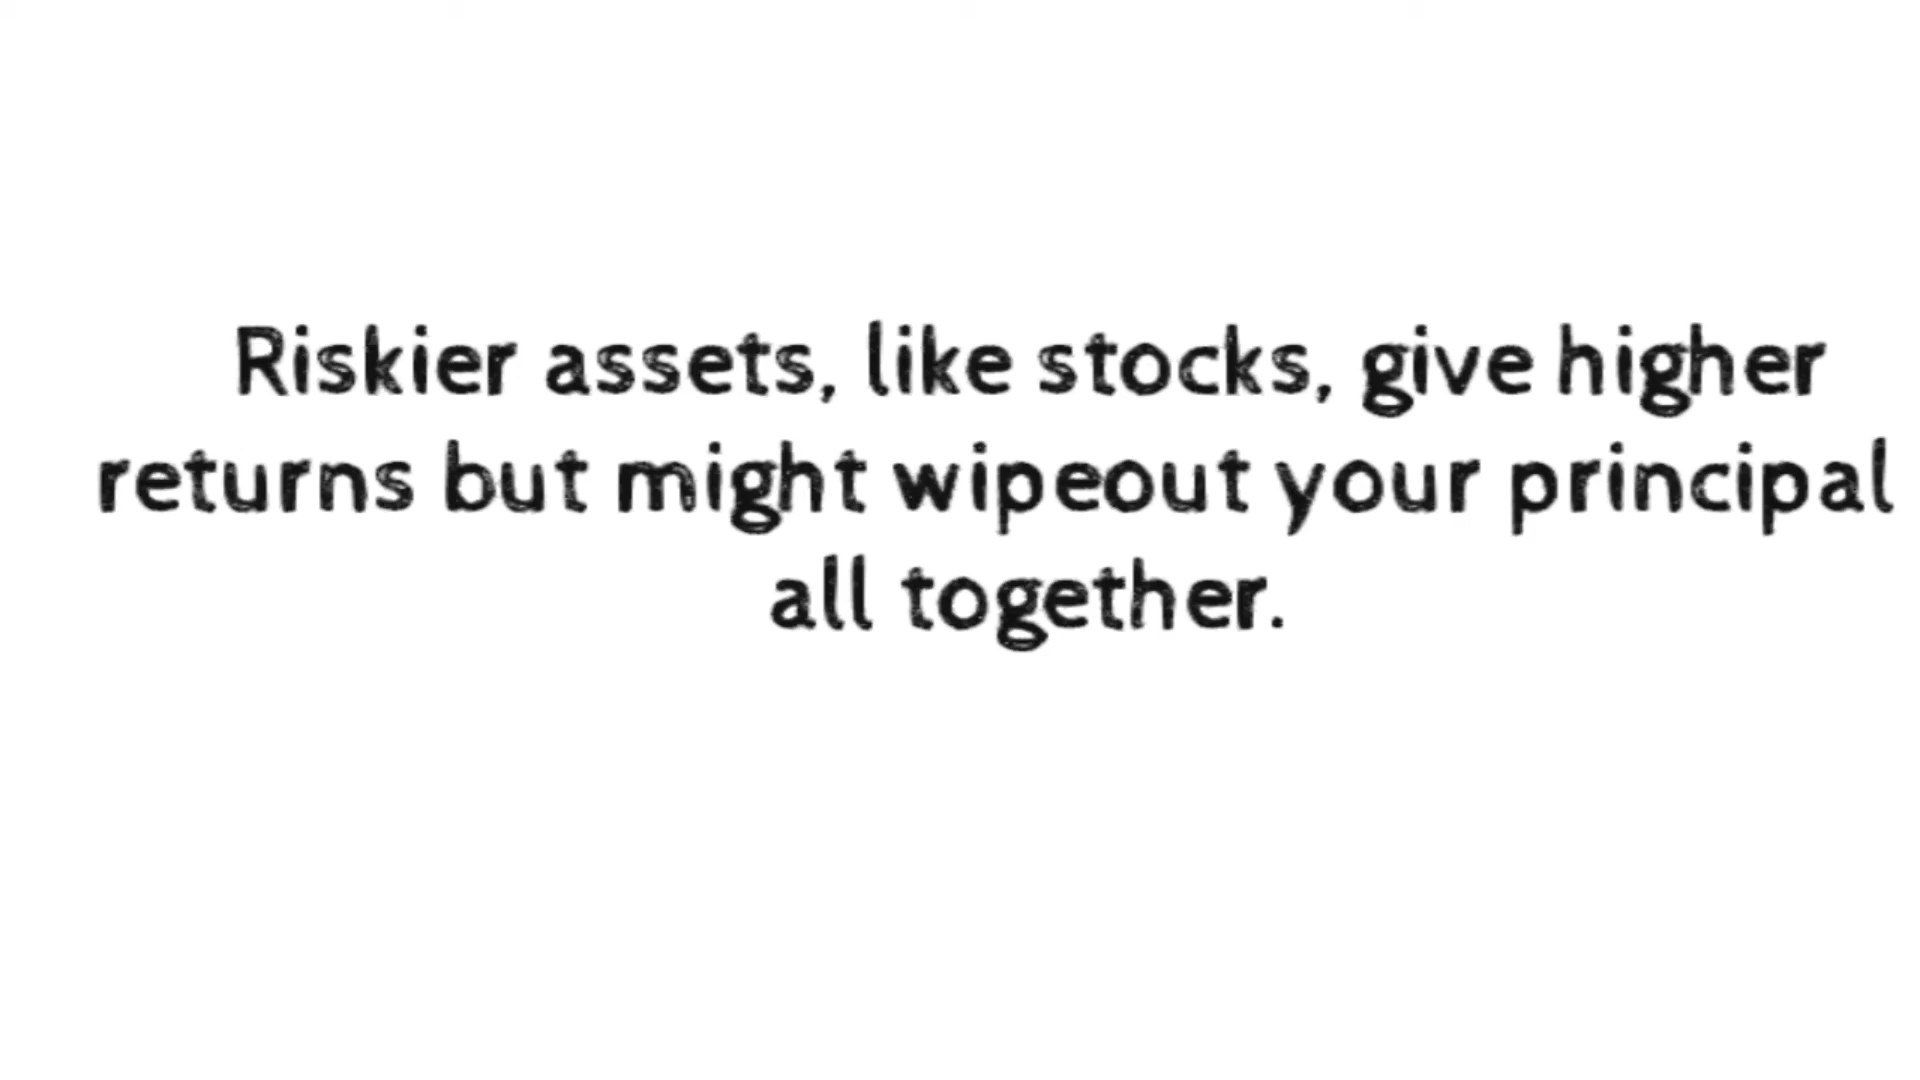 Riskier assets, like stocks, give higher
returns but might wipeout your principal
all together.